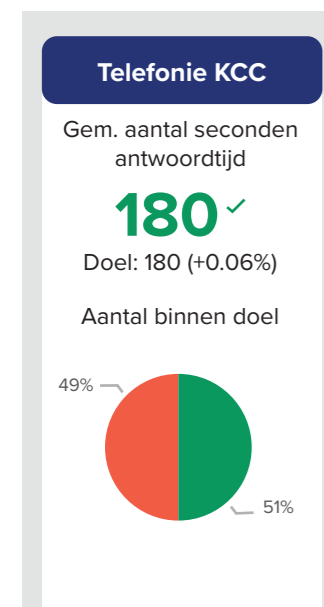 Telefonie KCC
Gem. aantal seconden
antwoordtijd
180
Doel: 180 (+0.06%)
Aantal binnen doel
49%
51%